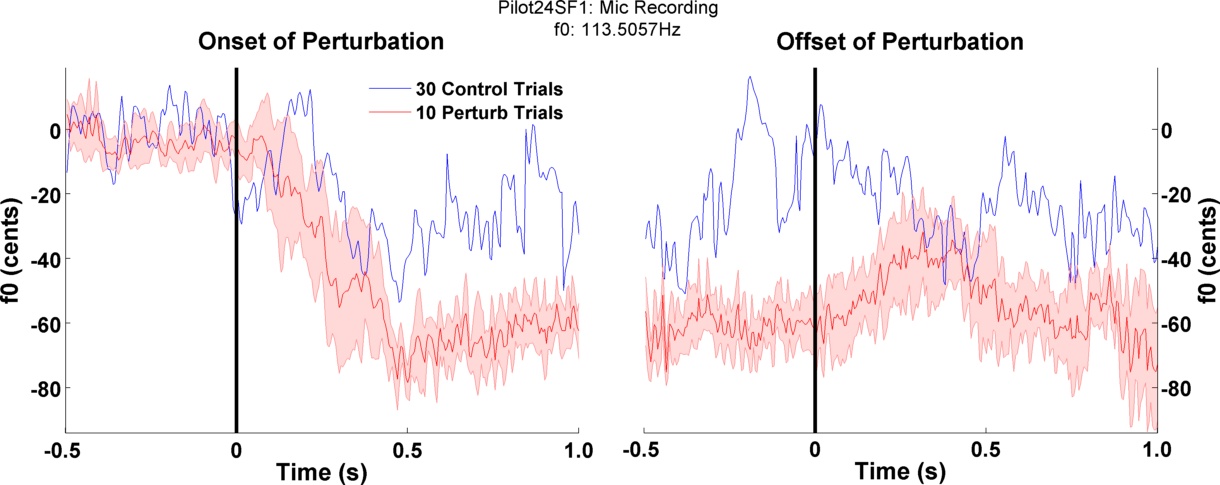 Pilot24SF1: Mic Recording
f0: 113.5057Hz
Onset of Perturbation
Offset of Perturbation
30 Control Trials
10 Perturb Trials
f0 (cents)
0
-20
-40
-60
-80
-0.5
0
0.5
1.0
Time (s)
-0.5
0
0.5
1.0
Time (s)
0
-20
-40
-60
-80
f0 (cents)